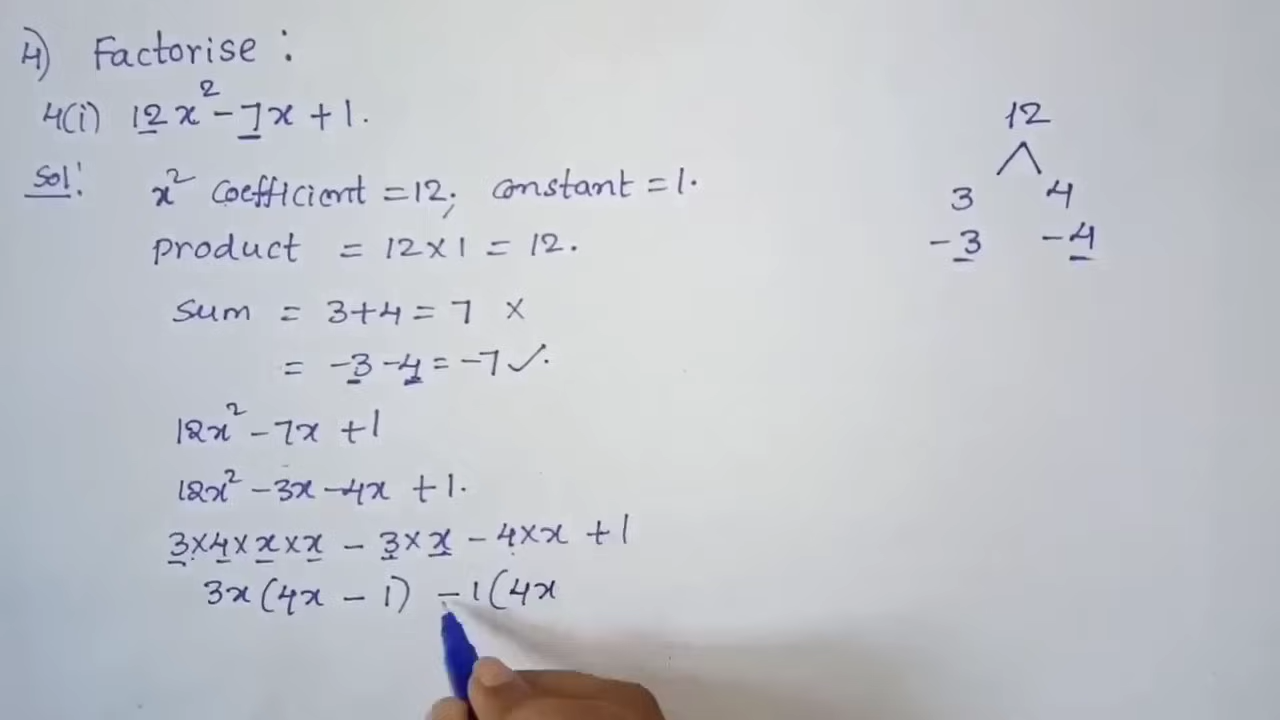 4) Factorise :
4(i) 12x² - 7x + 1.
Sol: x² coefficient = 12; constant = 1.
product = 12 × 1 = 12.
sum = 3 + 4 = 7 ×
= -3 - 4 = -7 ✓.
12x² - 7x + 1
12x² - 3x - 4x + 1.
3 × 4 × x × x - 3 × x - 4 × x + 1
3x(4x - 1) - 1(4x
12
3 4
-3 -4